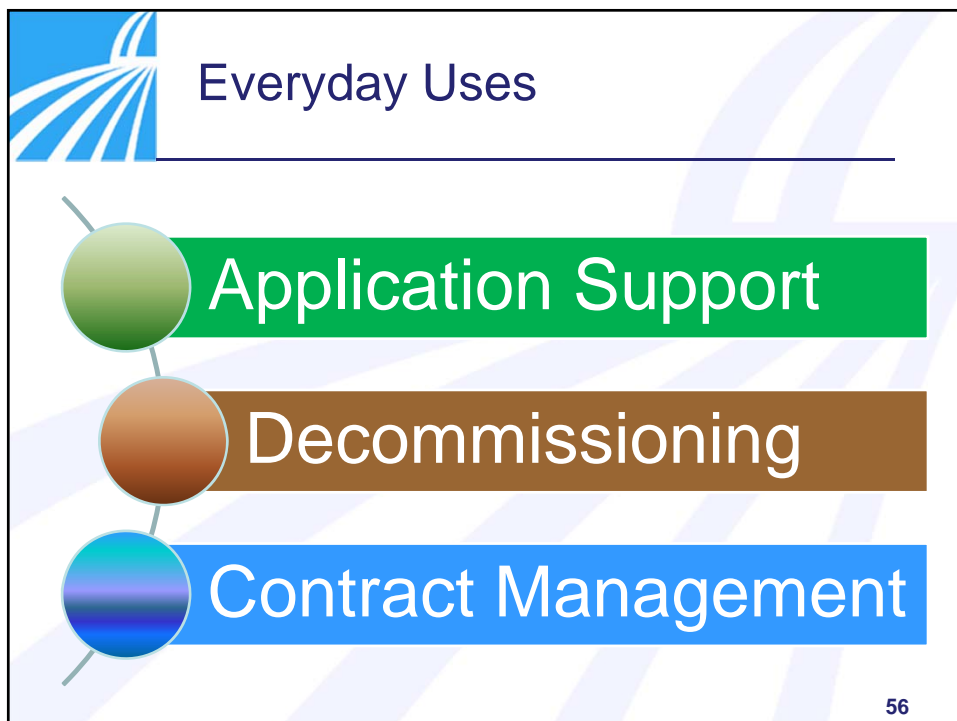 Everyday Uses
Application Support
Decommissioning
Contract Management
56